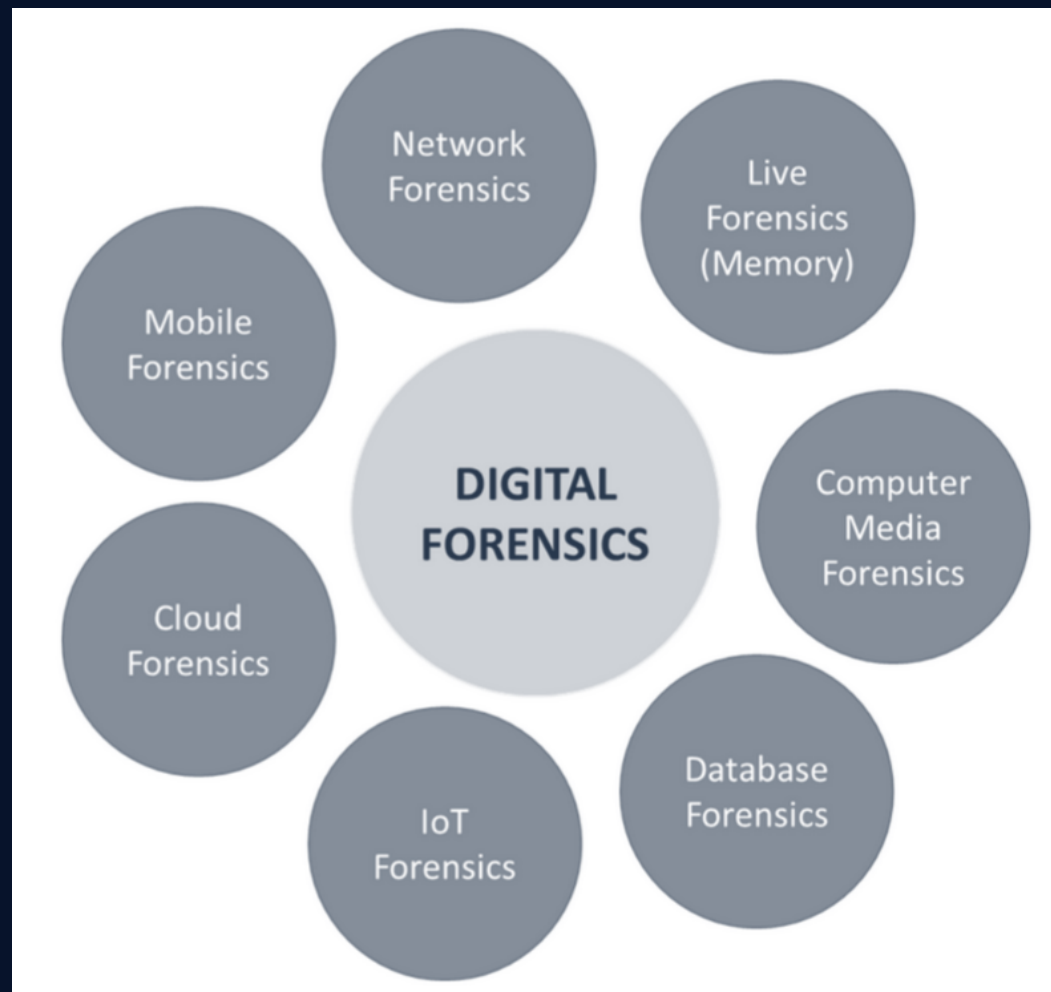 Network
Forensics
Live
Forensics
(Memory)
Mobile
Forensics
DIGITAL
FORENSICS
Computer
Media
Forensics
Cloud
Forensics
Database
Forensics
IoT
Forensics